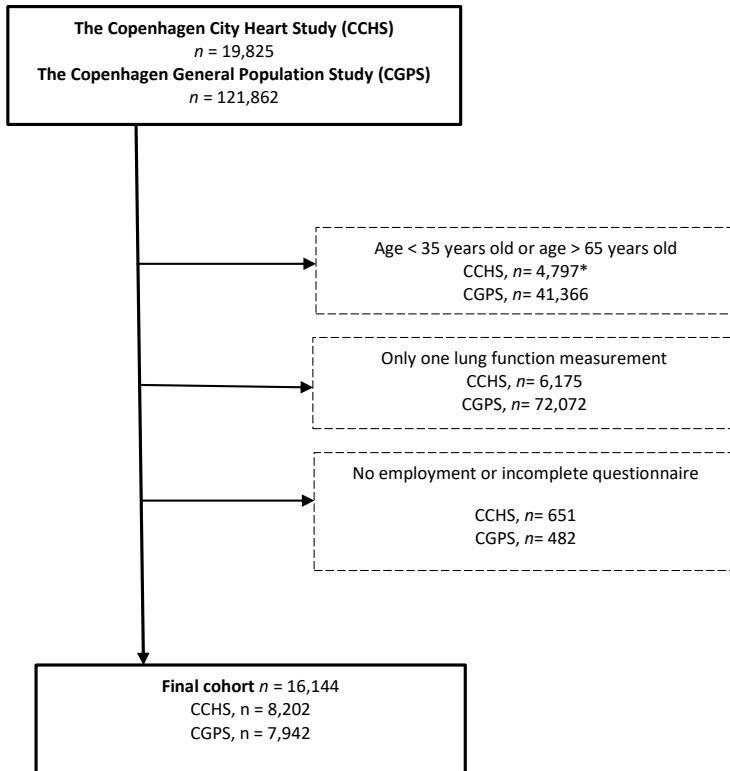 The Copenhagen City Heart Study (CCHS)
n = 19,825
The Copenhagen General Population Study (CGPS)
n = 121,862
Age < 35 years old or age > 65 years old
CCHS, n= 4,797*
CGPS, n= 41,366
Only one lung function measurement
CCHS, n= 6,175
CGPS, n= 72,072
No employment or incomplete questionnaire
CCHS, n= 651
CGPS, n= 482
Final cohort n = 16,144
CCHS, n = 8,202
CGPS, n = 7,942